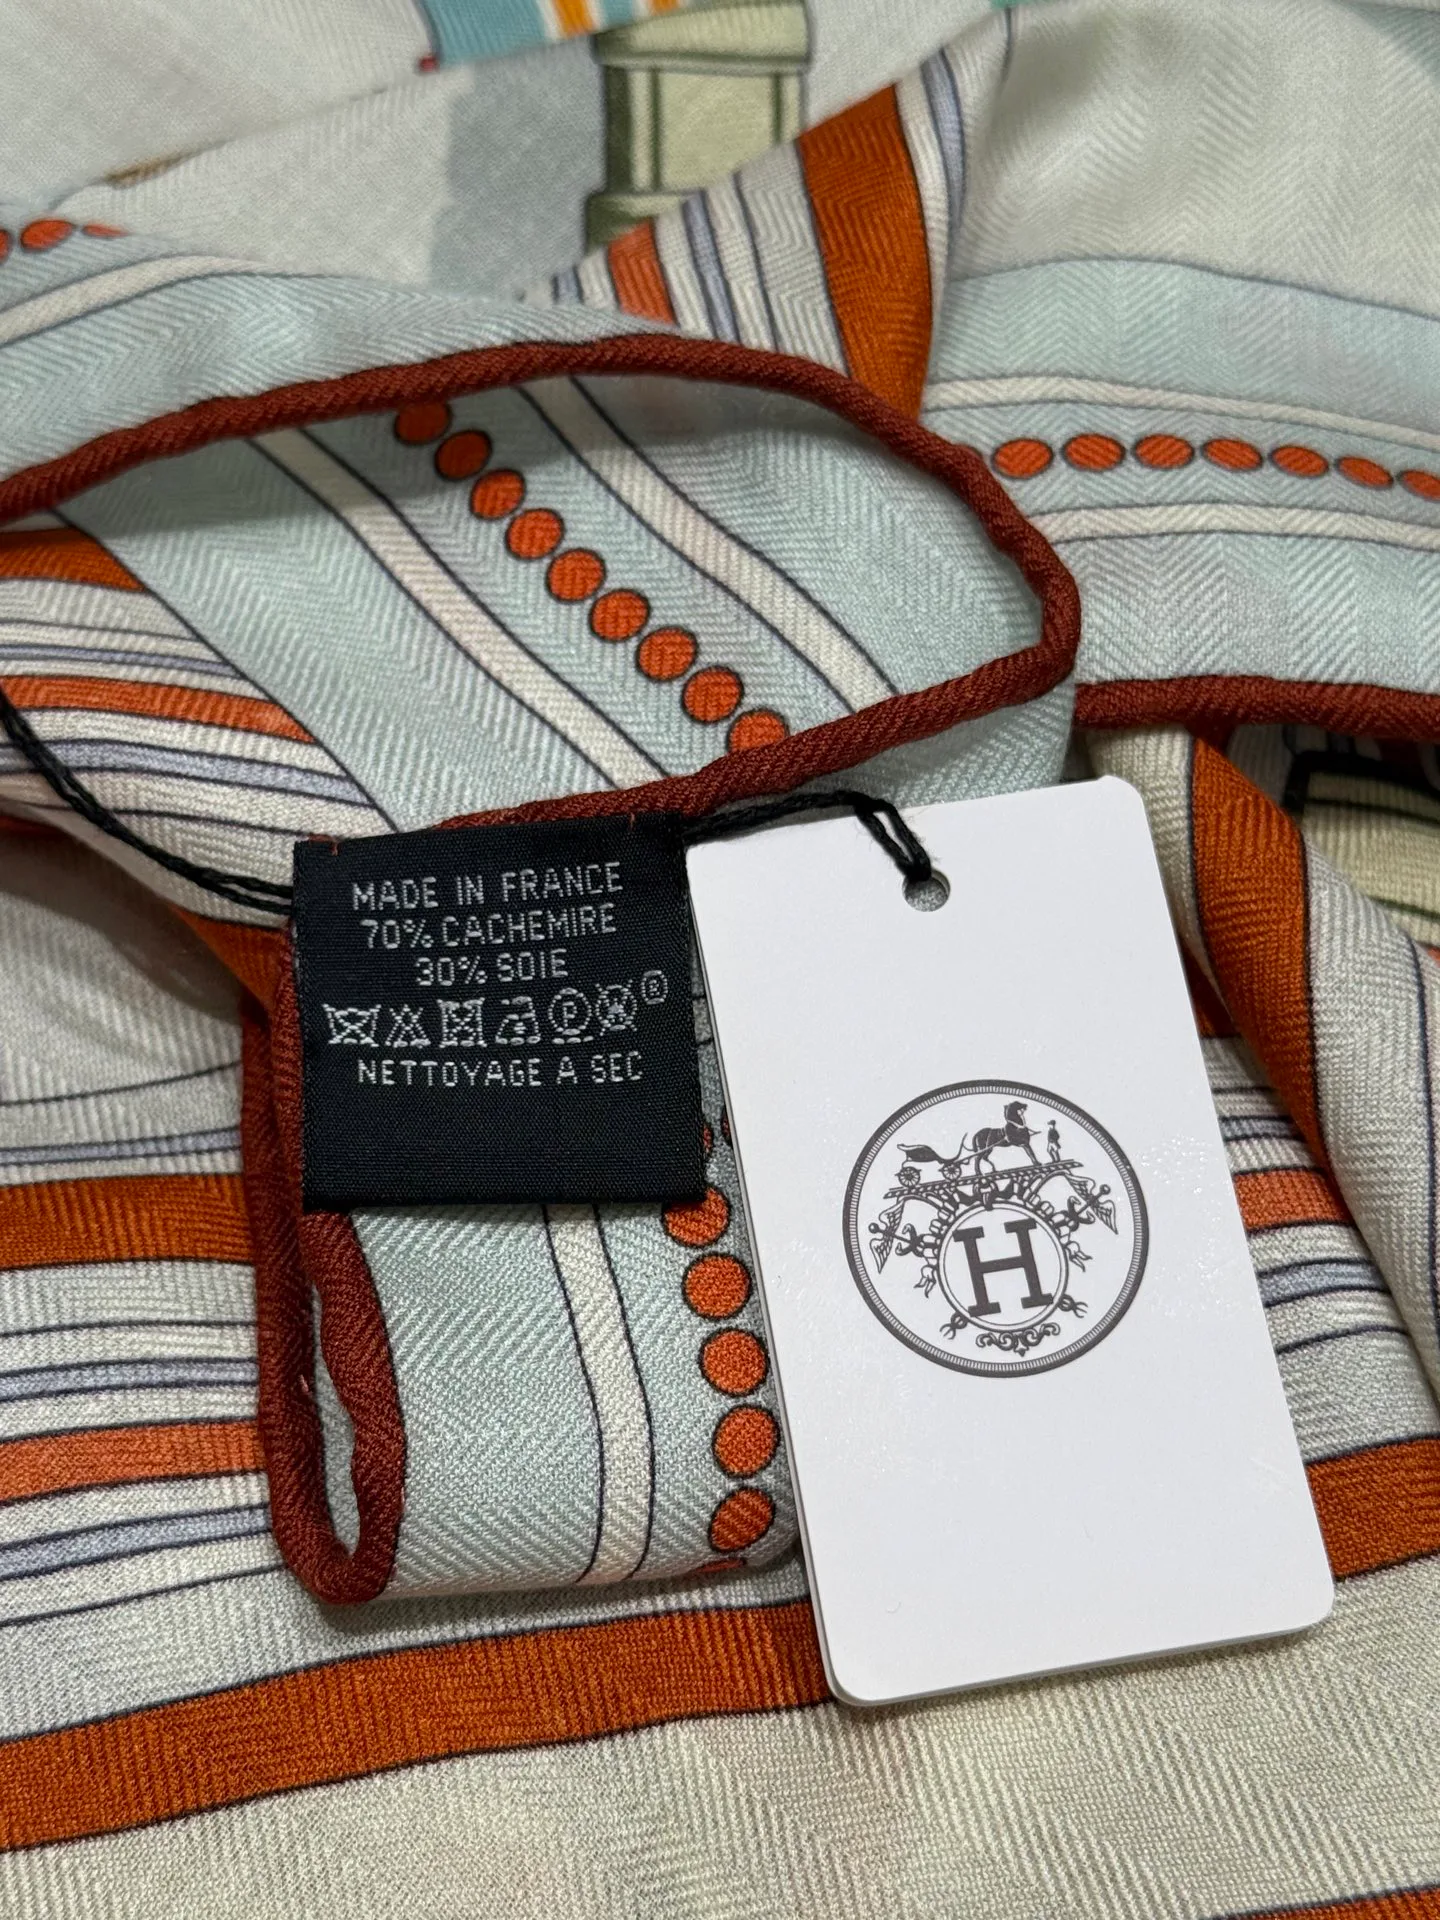 MADE IN FRANCE
70% CACHEMIRE
30% SOIE
P ®
NETTOYAGE A SEC
H